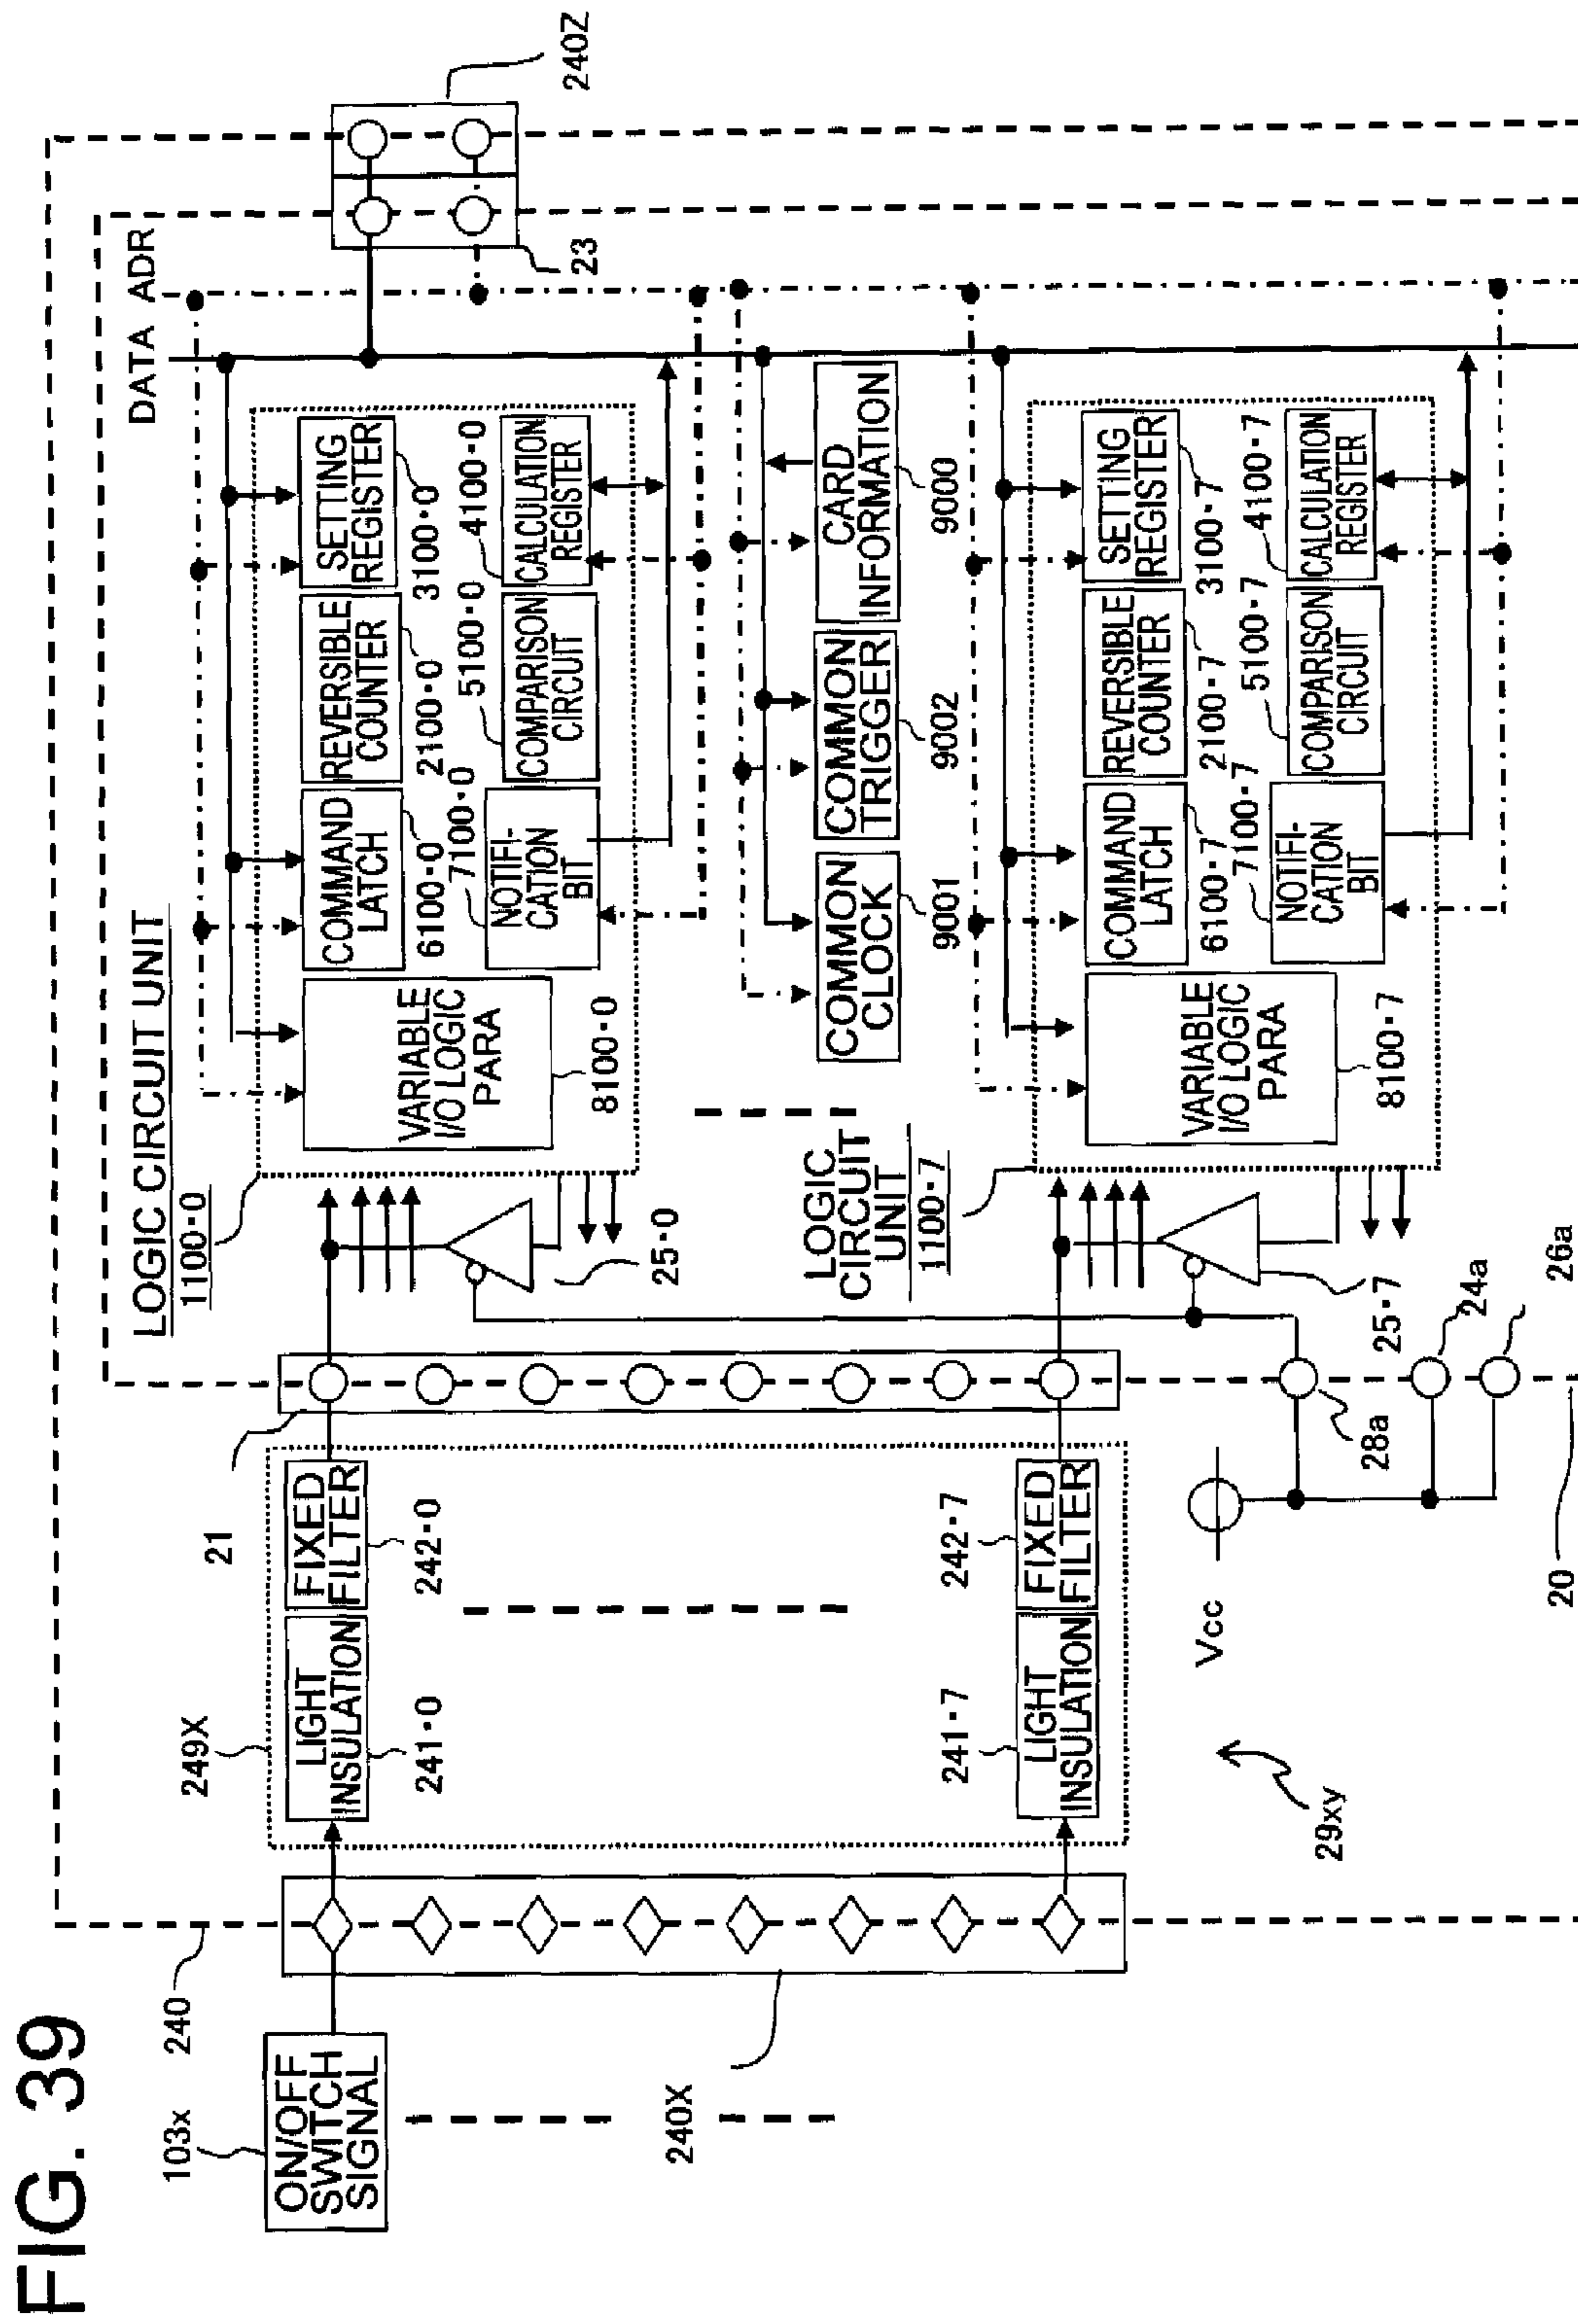 FIG. 39
103x
ON/OFF
SWITCH
SIGNAL
240
240X
249X
LIGHT
INSULATION
241·0
FIXED
FILTER
242·0
21
241·7
LIGHT
INSULATION
242·7
FIXED
FILTER
29xy
Vcc
20
28a
24a
26a
LOGIC CIRCUIT UNIT
1100·0
25·0
VARIABLE
I/O LOGIC
PARA
8100·0
COMMAND
LATCH
6100·0
REVERSIBLE
COUNTER
2100·0
SETTING
REGISTER
3100·0
7100·0
NOTIFI-
CATION
BIT
5100·0
COMPARISON
CIRCUIT
4100·0
CALCULATION
REGISTER
DATA ADR
23
240Z
COMMON
CLOCK
9001
COMMON
TRIGGER
9002
CARD
INFORMATION
9000
LOGIC
CIRCUIT
UNIT
1100·7
25·7
VARIABLE
I/O LOGIC
PARA
8100·7
COMMAND
LATCH
6100·7
REVERSIBLE
COUNTER
2100·7
SETTING
REGISTER
3100·7
7100·7
NOTIFI-
CATION
BIT
5100·7
COMPARISON
CIRCUIT
4100·7
CALCULATION
REGISTER